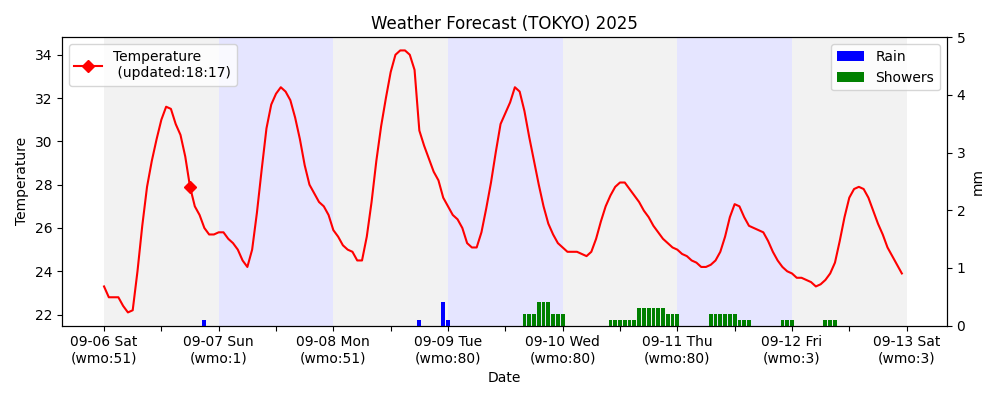 Weather Forecast (TOKYO) 2025
Temperature
(updated:18:17)
Rain
Showers
34
32
30
28
26
24
22
Temperature
5
4
3
2
1
0
mm
09-06 Sat
(wmo:51)
09-07 Sun
(wmo:1)
09-08 Mon
(wmo:51)
09-09 Tue
(wmo:80)
09-10 Wed
(wmo:80)
09-11 Thu
(wmo:80)
09-12 Fri
(wmo:3)
09-13 Sat
(wmo:3)
Date